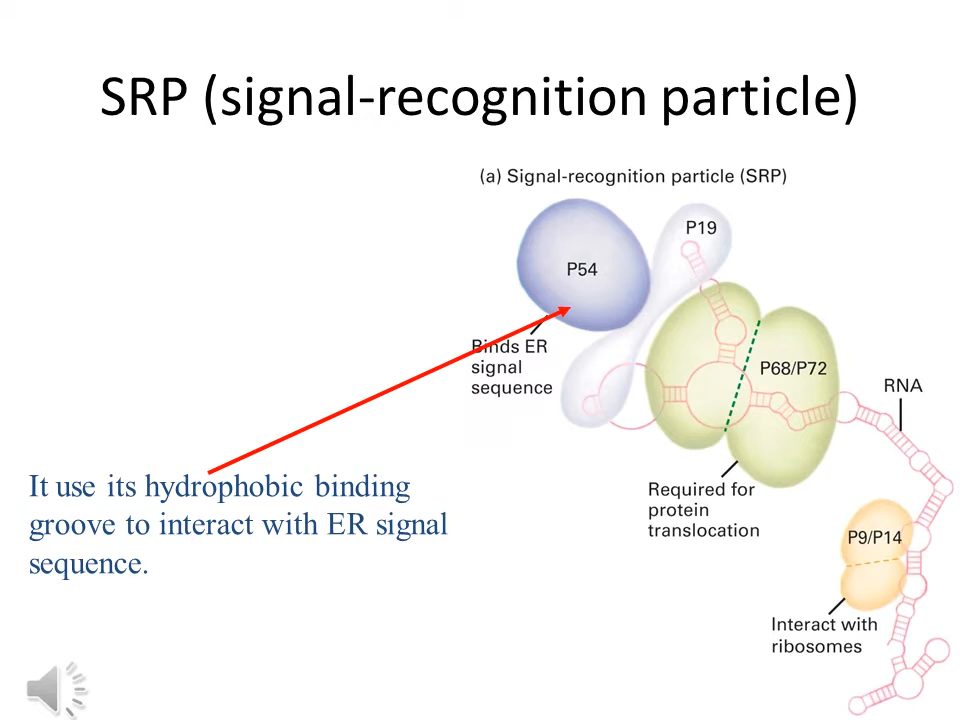 SRP (signal-recognition particle)
(a) Signal-recognition particle (SRP)
P19
P54
Binds ER
signal
sequence
P68/P72
RNA
It use its hydrophobic binding
groove to interact with ER signal
sequence.
Required for
protein
translocation
P9/P14
Interact with
ribosomes